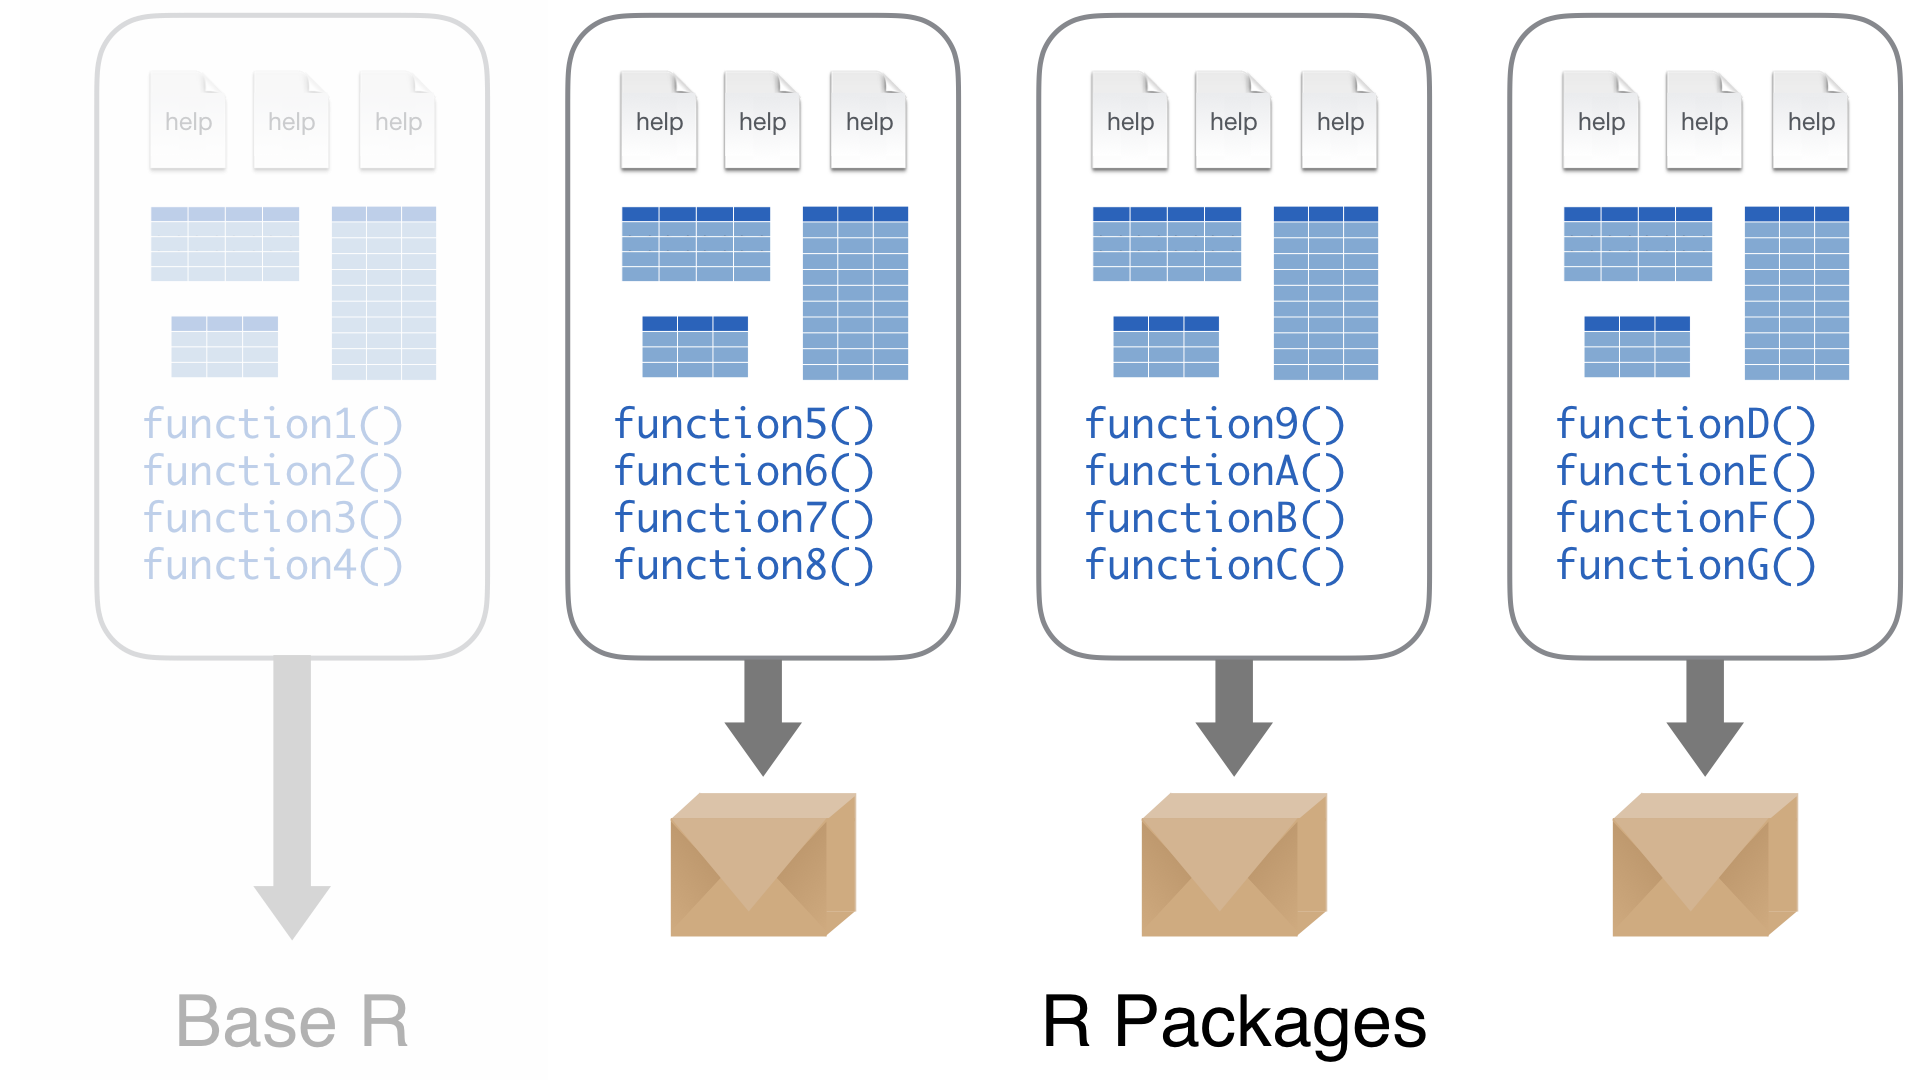 help help help
function1()
function2()
function3()
function4()
help help help
function5()
function6()
function7()
function8()
help help help
function9()
functionA()
functionB()
functionC()
help help help
functionD()
functionE()
functionF()
functionG()
Base R
R Packages